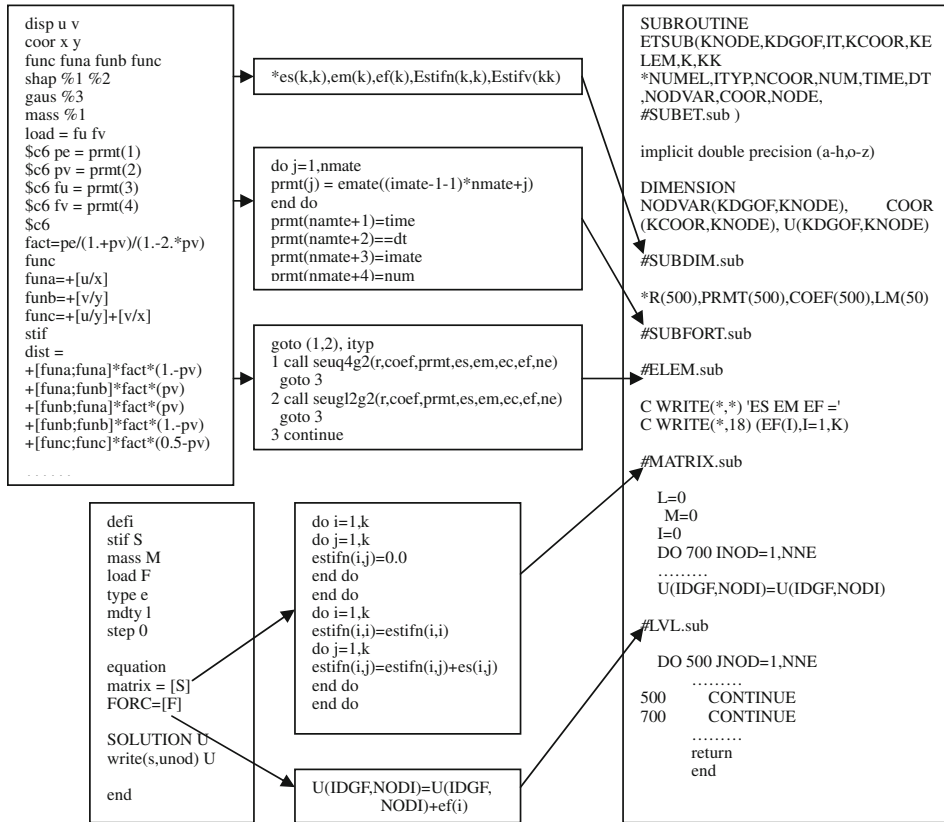 disp u v
coor x y
func funa funb func
shap %1 %2
gaus %3
mass %1
load = fu fv
$c6 pe = prmt(1)
$c6 pv = prmt(2)
$c6 fu = prmt(3)
$c6 fv = prmt(4)
$c6
fact=pe/(1.+pv)/(1.-2.*pv)
func
funa=+[u/x]
funb=+[v/y]
func=+[u/y]+[v/x]
stif
dist =
+[funa;funa]*fact*(1.-pv)
+[funa;funb]*fact*(pv)
+[funb;funa]*fact*(pv)
+[funb;funb]*fact*(1.-pv)
+[func;func]*fact*(0.5-pv)
. . . . . .
*es(k,k),em(k),ef(k),Estifn(k,k),Estifv(kk)
do j=1,nmate
prmt(j) = emate((imate-1-1)*nmate+j)
end do
prmt(namte+1)=time
prmt(namte+2)==dt
prmt(nmate+3)=imate
prmt(nmate+4)=num
goto (1,2), ityp
1 call seuq4g2(r,coef,prmt,es,em,ec,ef,ne)
goto 3
2 call seugl2g2(r,coef,prmt,es,em,ec,ef,ne)
goto 3
3 continue
defi
stif S
mass M
load F
type e
mdty l
step 0
equation
matrix = [S]
FORC=[F]
SOLUTION U
write(s,unod) U
end
do i=1,k
do j=1,k
estifn(i,j)=0.0
end do
end do
do i=1,k
estifn(i,i)=estifn(i,i)
do j=1,k
estifn(i,j)=estifn(i,j)+es(i,j)
end do
end do
U(IDGF,NODI)=U(IDGF,
NODI)+ef(i)
SUBROUTINE
ETSUB(KNODE,KDGOF,IT,KCOOR,KE
LEM,K,KK
*NUMEL,ITYP,NCOOR,NUM,TIME,DT
,NODVAR,COOR,NODE,
#SUBET.sub )
implicit double precision (a-h,o-z)
DIMENSION
NODVAR(KDGOF,KNODE), COOR
(KCOOR,KNODE), U(KDGOF,KNODE)
#SUBDIM.sub
*R(500),PRMT(500),COEF(500),LM(50)
#SUBFORT.sub
#ELEM.sub
C WRITE(*,*) 'ES EM EF ='
C WRITE(*,18) (EF(I),I=1,K)
#MATRIX.sub
L=0
M=0
I=0
DO 700 INOD=1,NNE
………
U(IDGF,NODI)=U(IDGF,NODI)
#LVL.sub
DO 500 JNOD=1,NNE
………
500 CONTINUE
700 CONTINUE
………
return
end